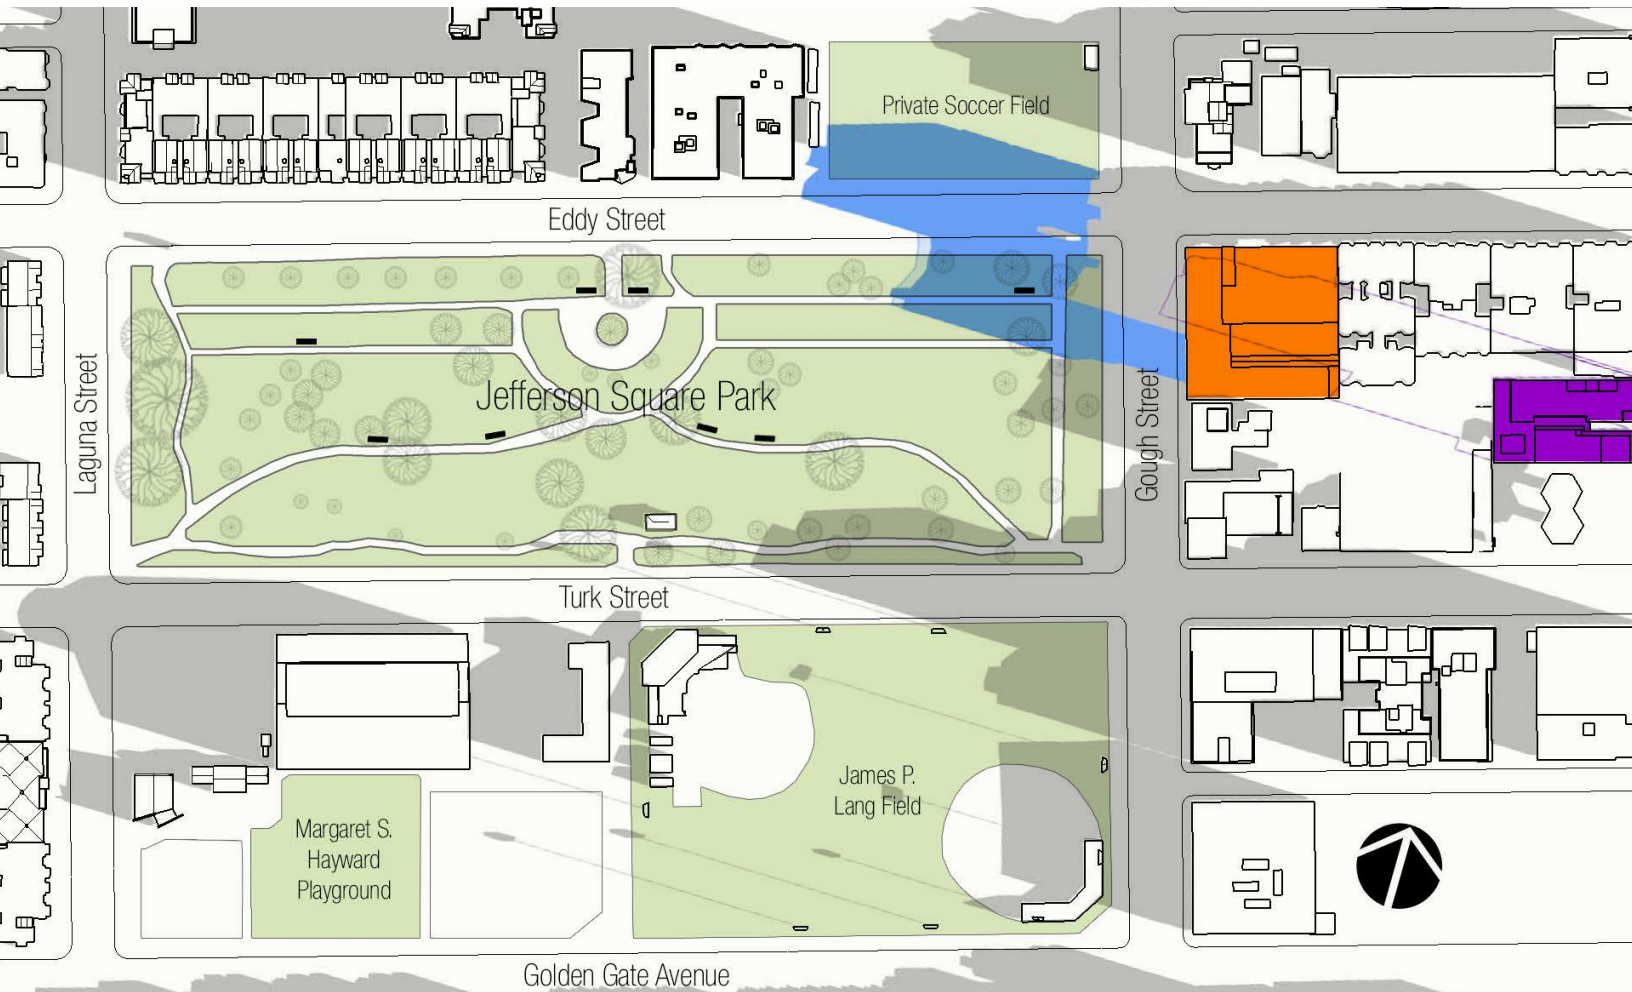 Private Soccer Field
Eddy Street
Jefferson Square Park
Laguna Street
Gough Street
Turk Street
James P.
Lang Field
Margaret S.
Hayward
Playground
Golden Gate Avenue